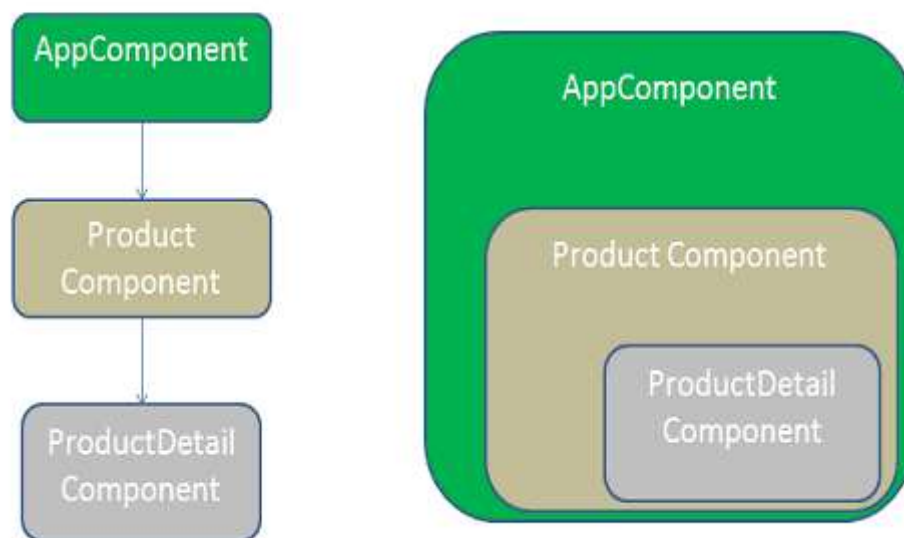 AppComponent
Product
Component
ProductDetail
Component
AppComponent
Product Component
ProductDetail
Component